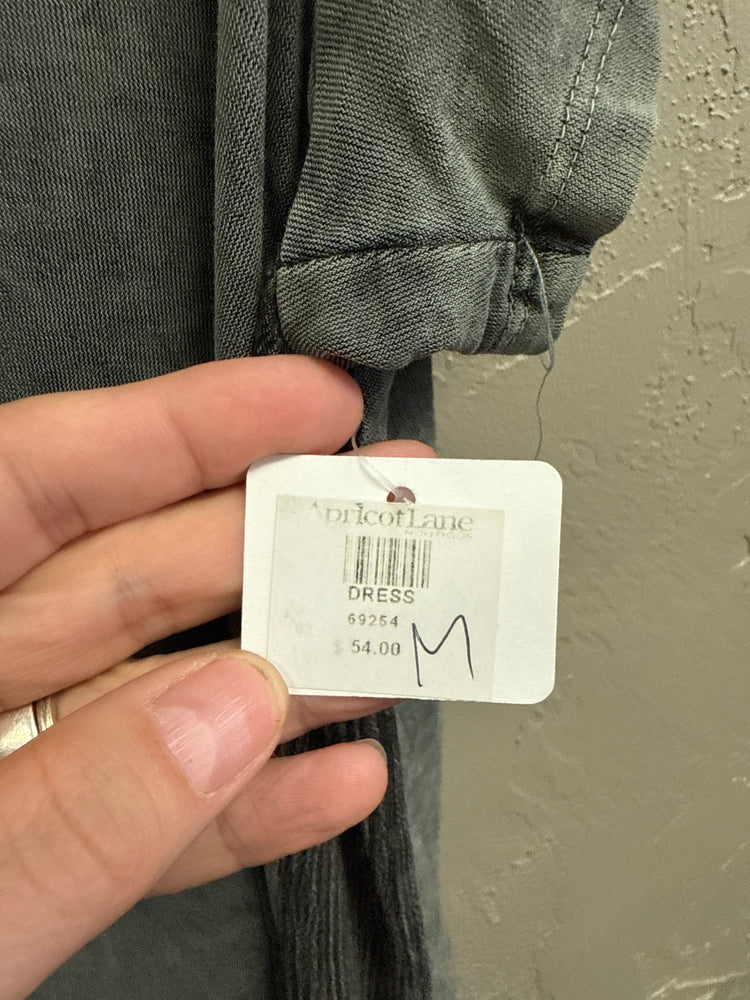 ApricotLane
DRESS
69254
$ 54.00 M